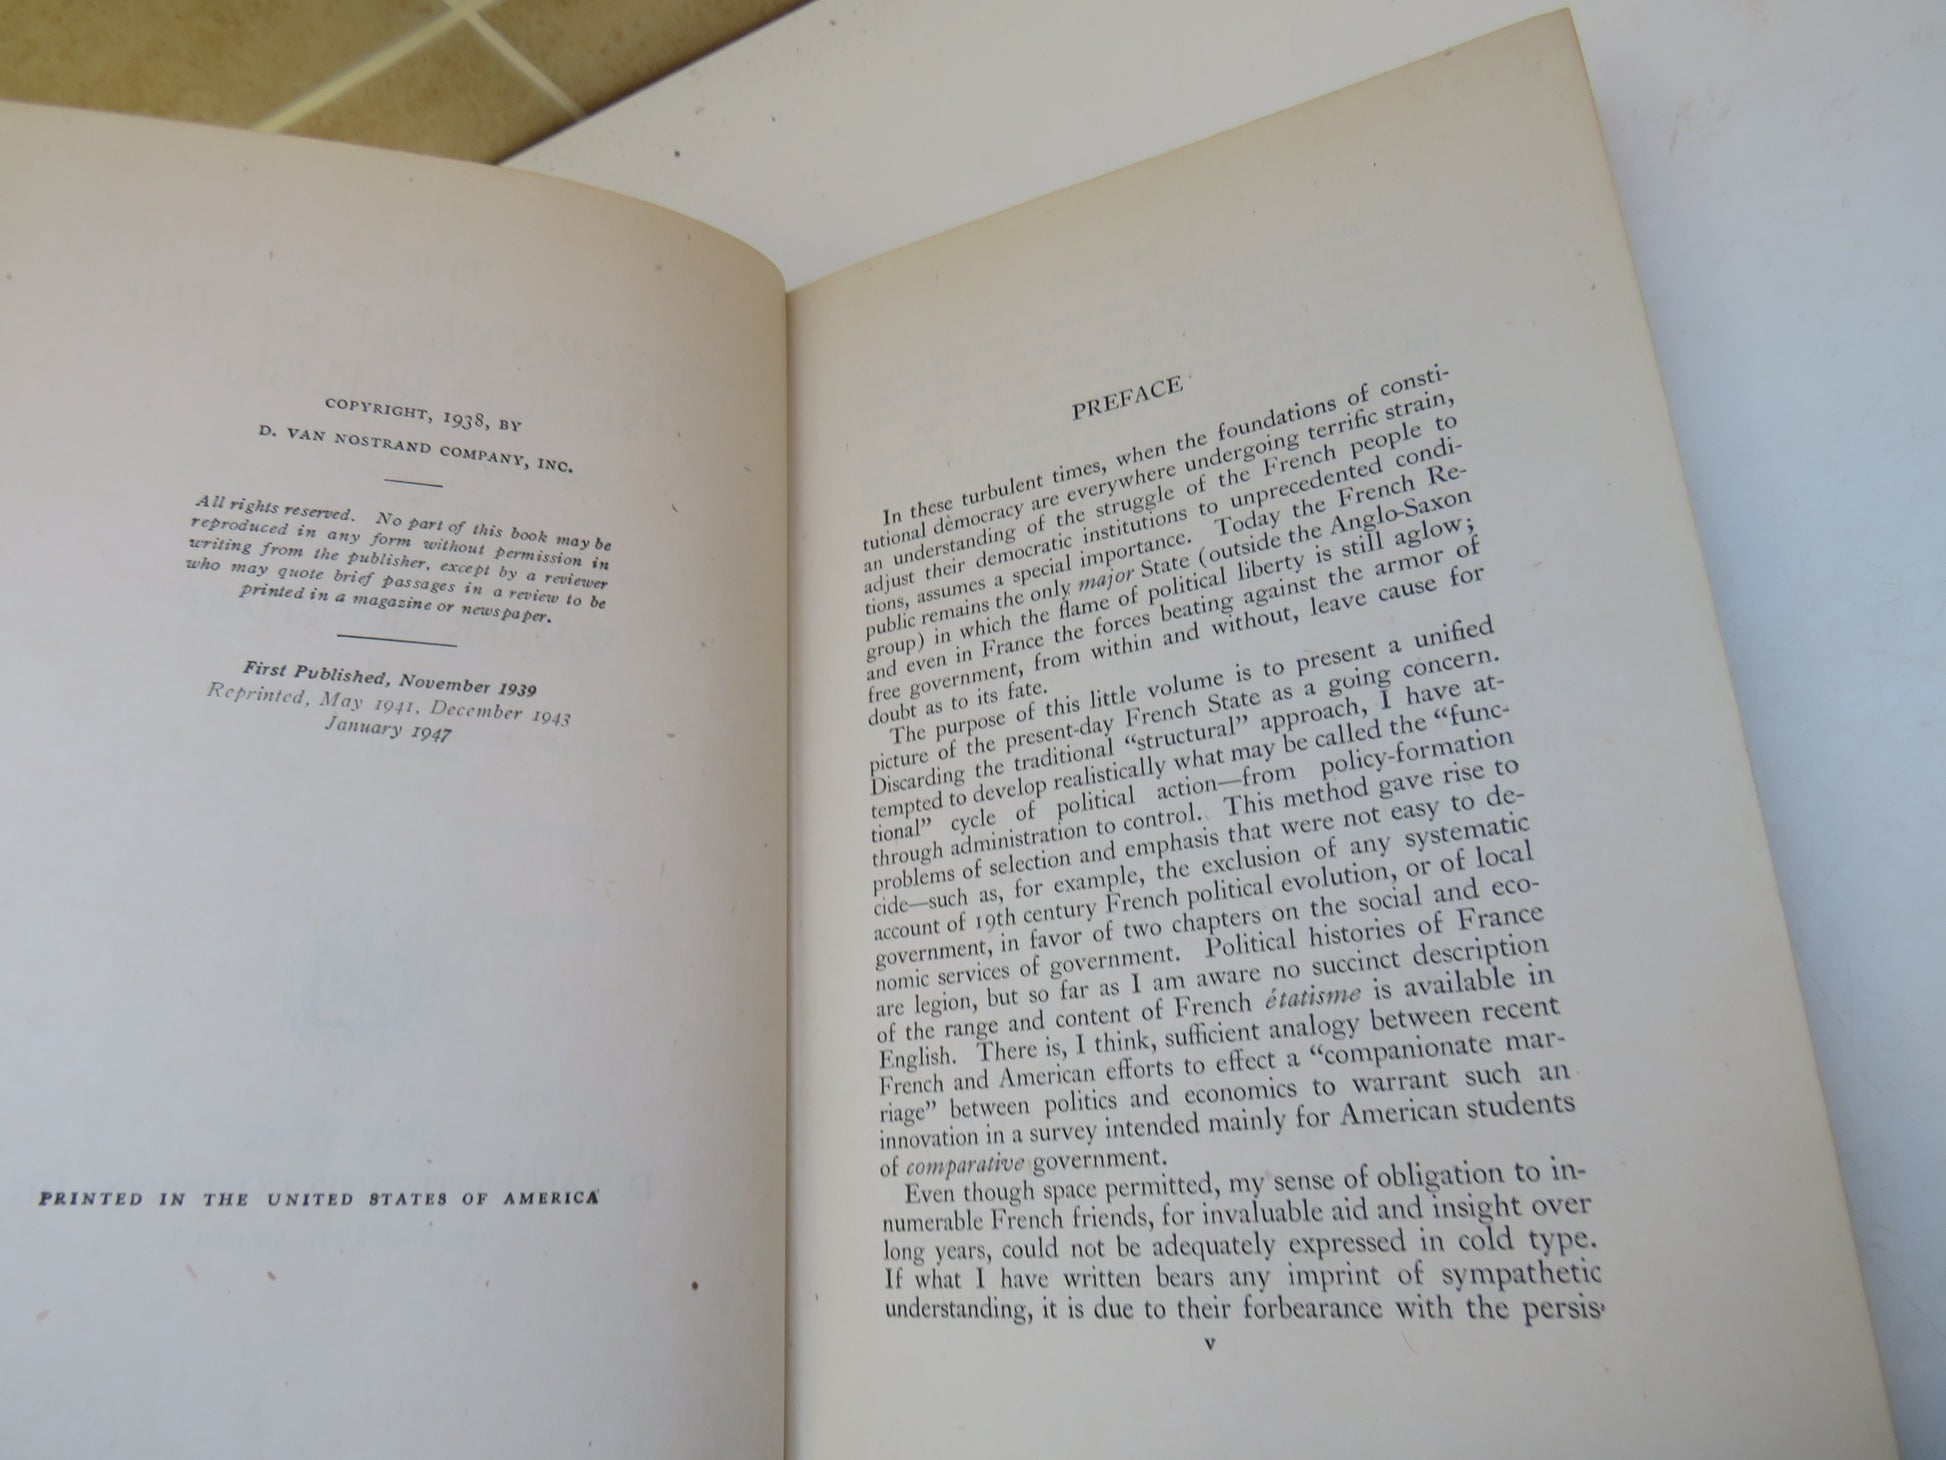 COPYRIGHT, 1938, BY
D. VAN NOSTRAND COMPANY, INC.
All rights reserved. No part of this book may be
reproduced in any form without permission in
writing from the publisher, except by a reviewer
who may quote brief passages in a review to be
printed in a magazine or newspaper.
First Published, November 1939
Reprinted, May 1941, December 1943
January 1947
PRINTED IN THE UNITED STATES OF AMERICA
PREFACE
In these turbulent times, when the foundations of consti-
tutional democracy are everywhere undergoing terrific strain,
an understanding of the struggle of the French people to
adjust their democratic institutions to unprecedented condi-
tions, assumes a special importance. Today the French Re-
public remains the only major State (outside the Anglo-Saxon
group) in which the flame of political liberty is still aglow;
and even in France the forces beating against the armor of
free government, from within and without, leave cause for
doubt as to its fate.
The purpose of this little volume is to present a unified
picture of the present-day French State as a going concern.
Discarding the traditional “structural” approach, I have at-
tempted to develop realistically what may be called the “func-
tional” cycle of political action—from policy-formation
through administration to control. This method gave rise to
problems of selection and emphasis that were not easy to de-
cide—such as, for example, the exclusion of any systematic
account of 19th century French political evolution, or of local
government, in favor of two chapters on the social and eco-
nomic services of government. Political histories of France
are legion, but so far as I am aware no succinct description
of the range and content of French étatisme is available in
English. There is, I think, sufficient analogy between recent
French and American efforts to effect a “companionate mar-
riage” between politics and economics to warrant such an
innovation in a survey intended mainly for American students
of comparative government.
Even though space permitted, my sense of obligation to in-
numerable French friends, for invaluable aid and insight over
long years, could not be adequately expressed in cold type.
If what I have written bears any imprint of sympathetic
understanding, it is due to their forbearance with the persis-
v